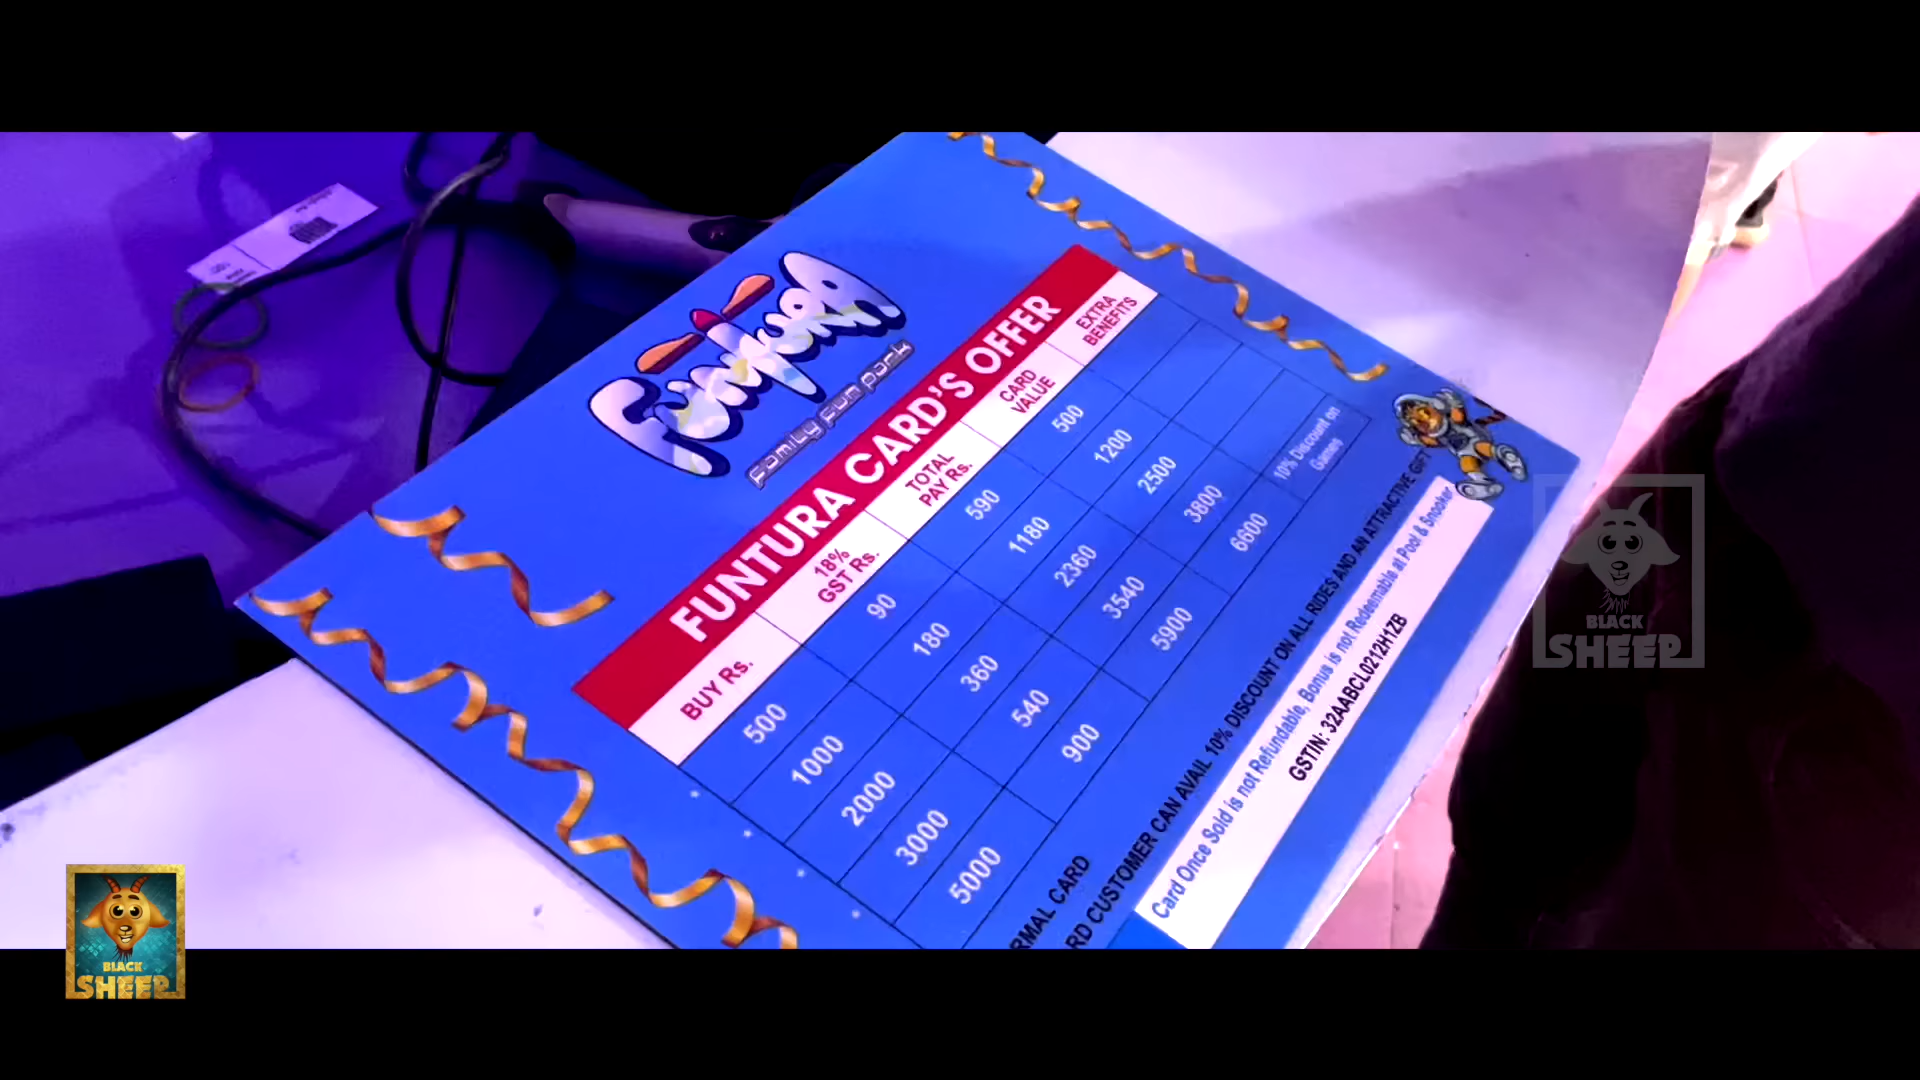 Funtura
Family Fun Park
FUNTURA CARD'S OFFER
BUY Rs.
18%
GST Rs.
TOTAL
PAY Rs.
CARD
VALUE
EXTRA
BENEFITS
500 90 590 500
1000 180 1180 1200
2000 360 2360 2500
3000 540 3540 3800
5000 900 5900 6600
10% Discount on
Games
RMAL CARD
RD CUSTOMER CAN AVAIL 10% DISCOUNT ON ALL RIDES AND AN ATTRACTIVE GIFT
Card Once Sold is not Refundable, Bonus is not Redeemable at Pool & Snooker
GSTIN: 32AABCL0212H1ZB
BLACK
SHEEP
BLACK
SHEEP